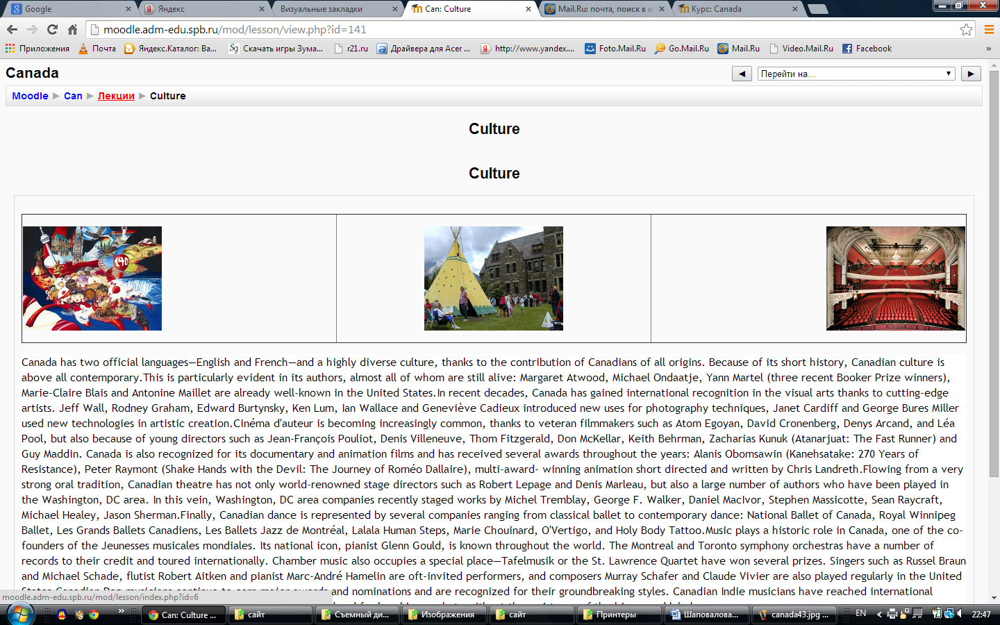 Google
Яндекс
Визуальные закладки
Can: Culture
Mail.Ru: почта, поиск в и
Курс: Canada
moodle.adm-edu.spb.ru/mod/lesson/view.php?id=141
Приложения
Почта
Яндекс.Каталог: Ва...
Скачать игры Зума...
r21.ru
Драйвера для Acer ...
http://www.yandex....
Foto.Mail.Ru
Go.Mail.Ru
Mail.Ru
Video.Mail.Ru
Facebook
»
Canada
Перейти на...
Moodle ► Can ► Лекции ► Culture
Culture
Culture
140
Canada has two official languages—English and French—and a highly diverse culture, thanks to the contribution of Canadians of all origins. Because of its short history, Canadian culture is
above all contemporary.This is particularly evident in its authors, almost all of whom are still alive: Margaret Atwood, Michael Ondaatje, Yann Martel (three recent Booker Prize winners),
Marie-Claire Blais and Antonine Maillet are already well-known in the United States.In recent decades, Canada has gained international recognition in the visual arts thanks to cutting-edge
artists. Jeff Wall, Rodney Graham, Edward Burtynsky, Ken Lum, Ian Wallace and Geneviève Cadieux introduced new uses for photography techniques, Janet Cardiff and George Bures Miller
used new technologies in artistic creation.Cinéma d'auteur is becoming increasingly common, thanks to veteran filmmakers such as Atom Egoyan, David Cronenberg, Denys Arcand, and Léa
Pool, but also because of young directors such as Jean-François Pouliot, Denis Villeneuve, Thom Fitzgerald, Don McKellar, Keith Behrman, Zacharias Kunuk (Atanarjuat: The Fast Runner) and
Guy Maddin. Canada is also recognized for its documentary and animation films and has received several awards throughout the years: Alanis Obomsawin (Kanehsatake: 270 Years of
Resistance), Peter Raymont (Shake Hands with the Devil: The Journey of Roméo Dallaire), multi-award- winning animation short directed and written by Chris Landreth.Flowing from a very
strong oral tradition, Canadian theatre has not only world-renowned stage directors such as Robert Lepage and Denis Marleau, but also a large number of authors who have been played in
the Washington, DC area. In this vein, Washington, DC area companies recently staged works by Michel Tremblay, George F. Walker, Daniel MacIvor, Stephen Massicotte, Sean Raycraft,
Michael Healey, Jason Sherman.Finally, Canadian dance is represented by several companies ranging from classical ballet to contemporary dance: National Ballet of Canada, Royal Winnipeg
Ballet, Les Grands Ballets Canadiens, Les Ballets Jazz de Montréal, Lalala Human Steps, Marie Chouinard, O'Vertigo, and Holy Body Tattoo.Music plays a historic role in Canada, one of the co-
founders of the Jeunesses musicales mondiales. Its national icon, pianist Glenn Gould, is known throughout the world. The Montreal and Toronto symphony orchestras have a number of
records to their credit and toured internationally. Chamber music also occupies a special place—Tafelmusik or the St. Lawrence Quartet have won several prizes. Singers such as Russel Braun
and Michael Schade, flutist Robert Aitken and pianist Marc-André Hamelin are oft-invited performers, and composers Murray Schafer and Claude Vivier are also played regularly in the United
and nominations and are recognized for their groundbreaking styles. Canadian Indie musicians have reached international
moodle.adm-edu.spb.ru/mod/lesson/index.php?id=6
»
Can: Culture ...
сайт
Съемный ди...
Изображения
сайт
Принтеры
Шаповалова...
canada43.jpg ...
EN
22:47